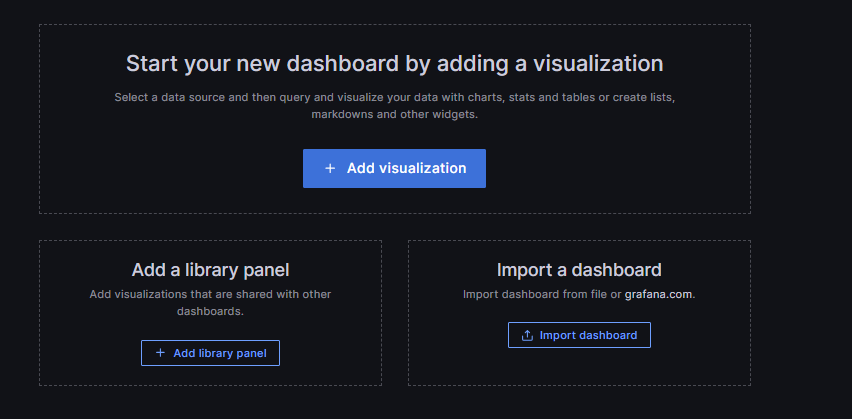 Start your new dashboard by adding a visualization
Select a data source and then query and visualize your data with charts, stats and tables or create lists,
markdowns and other widgets.
Add visualization
Add a library panel
Add visualizations that are shared with other
dashboards.
Add library panel
Import a dashboard
Import dashboard from file or grafana.com.
Import dashboard